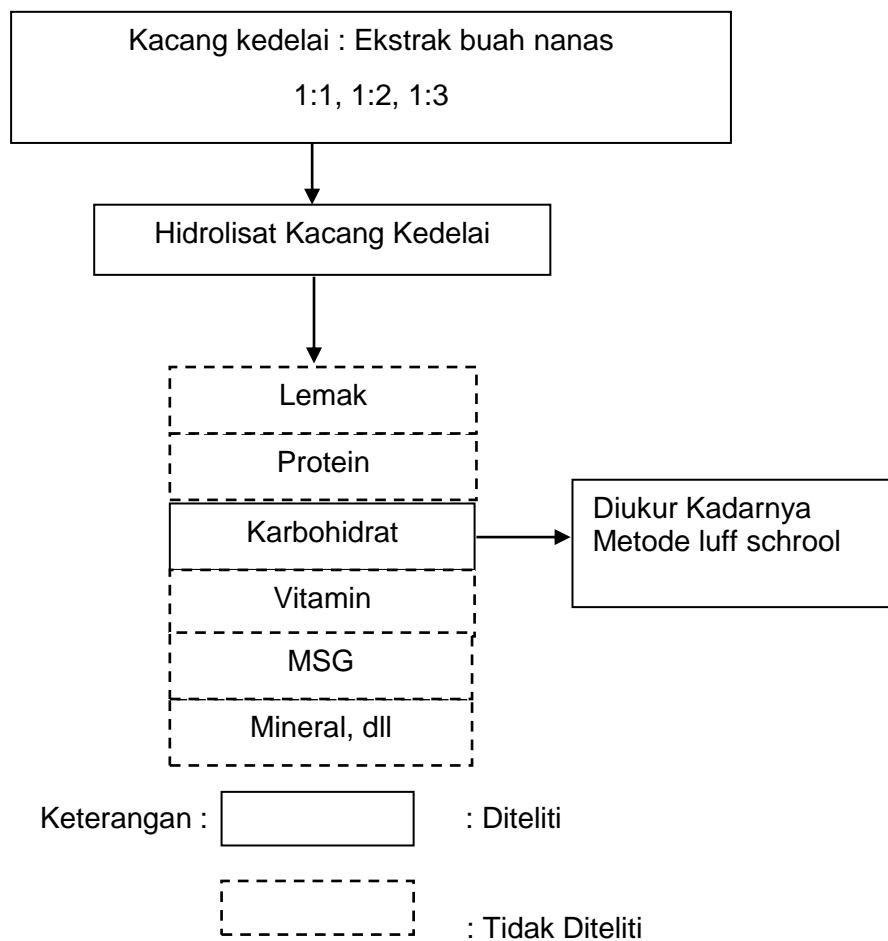 Kacang kedelai : Ekstrak buah nanas
1:1, 1:2, 1:3
Hidrolisat Kacang Kedelai
Lemak
Protein
Karbohidrat
Diukur Kadarnya
Metode luff schrool
Vitamin
MSG
Mineral, dll
Keterangan : : Diteliti
: Tidak Diteliti